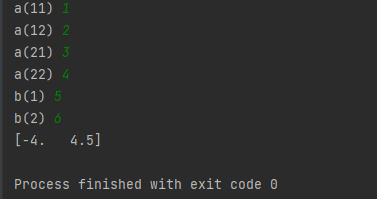 a(11) 1
a(12) 2
a(21) 3
a(22) 4
b(1) 5
b(2) 6
[-4.   4.5]
Process finished with exit code 0